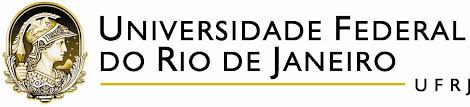 UNIVERSIDADE FEDERAL
DO RIO DE JANEIRO
UFRJ